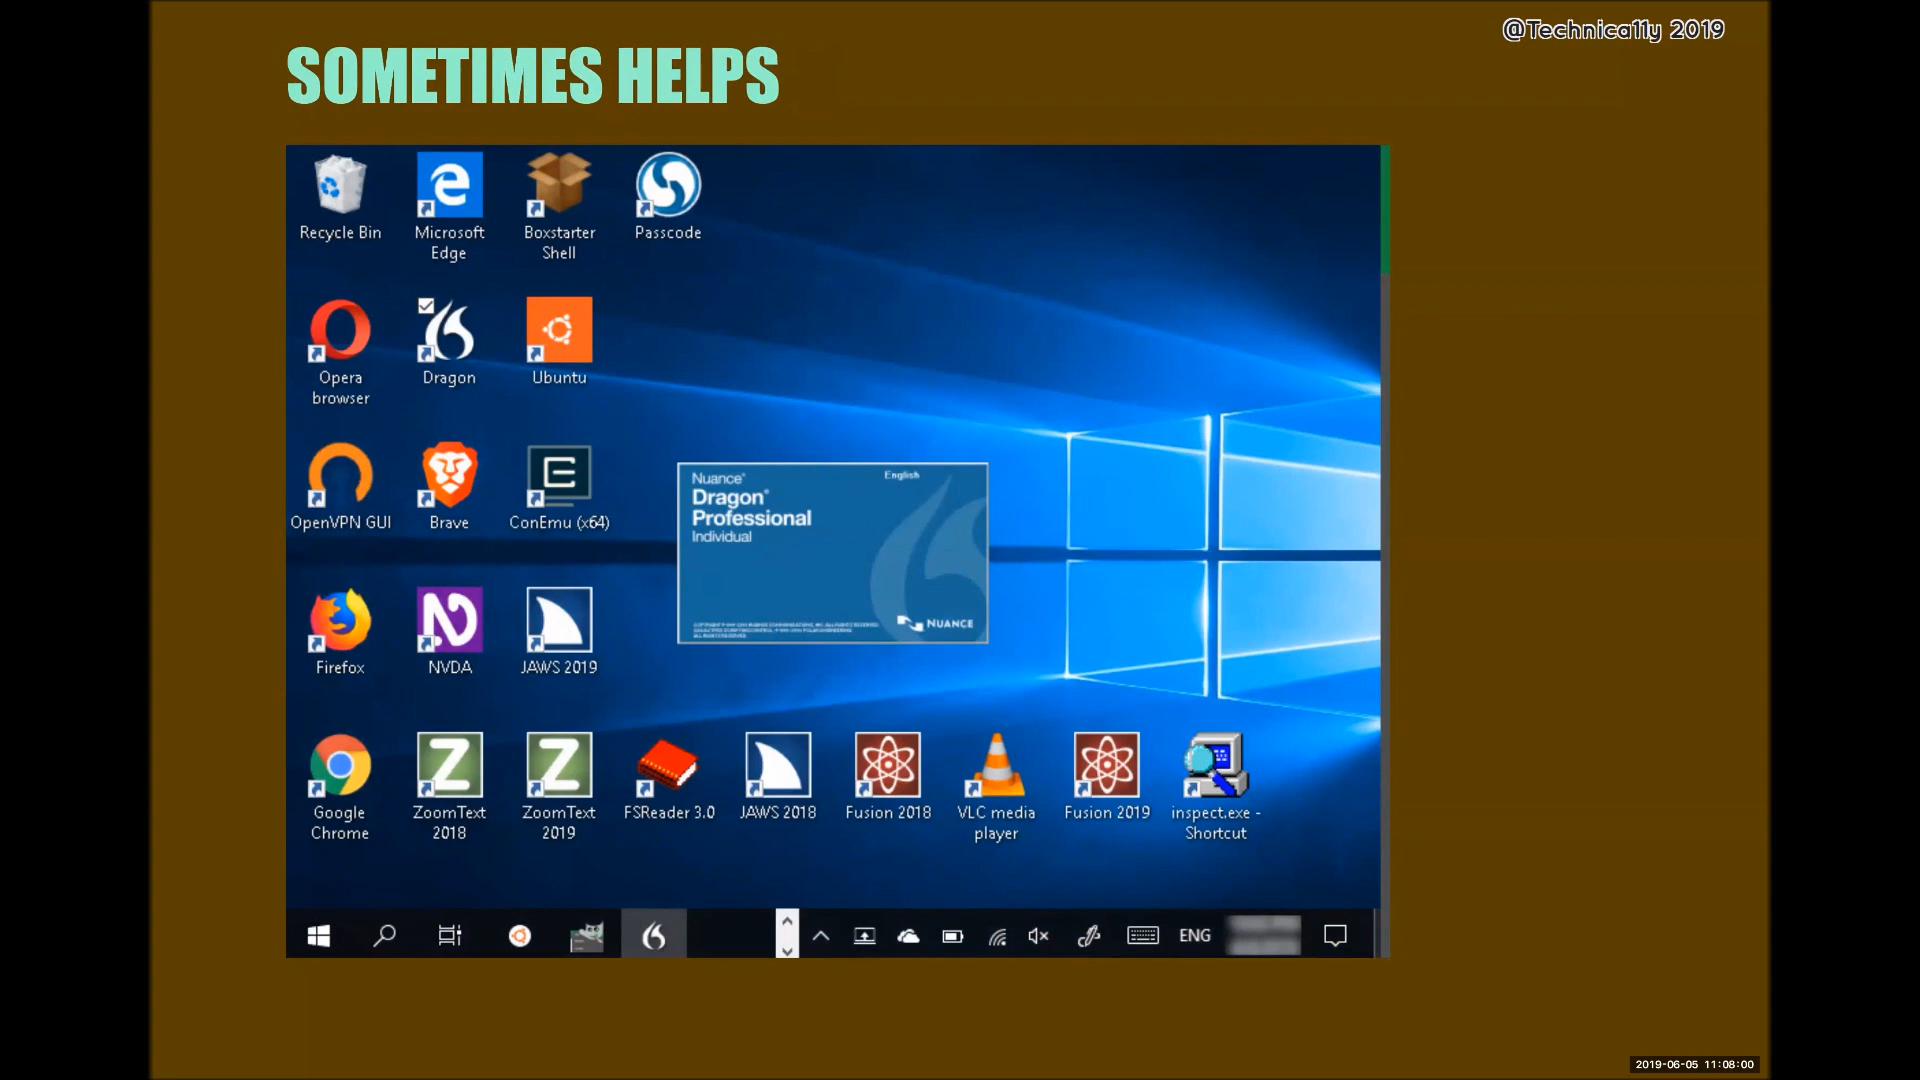 @Technica11y 2019
SOMETIMES HELPS
Recycle Bin
Microsoft
Edge
Boxstarter
Shell
Passcode
Opera
browser
Dragon
Ubuntu
OpenVPN GUI
Brave
ConEmu (x64)
Nuance®
English
Dragon®
Professional
Individual
NUANCE
Firefox
NVDA
JAWS 2019
Google
Chrome
ZoomText
2018
ZoomText
2019
FSReader 3.0
JAWS 2018
Fusion 2018
VLC media
player
Fusion 2019
inspect.exe -
Shortcut
ENG
2019-06-05 11:08:00